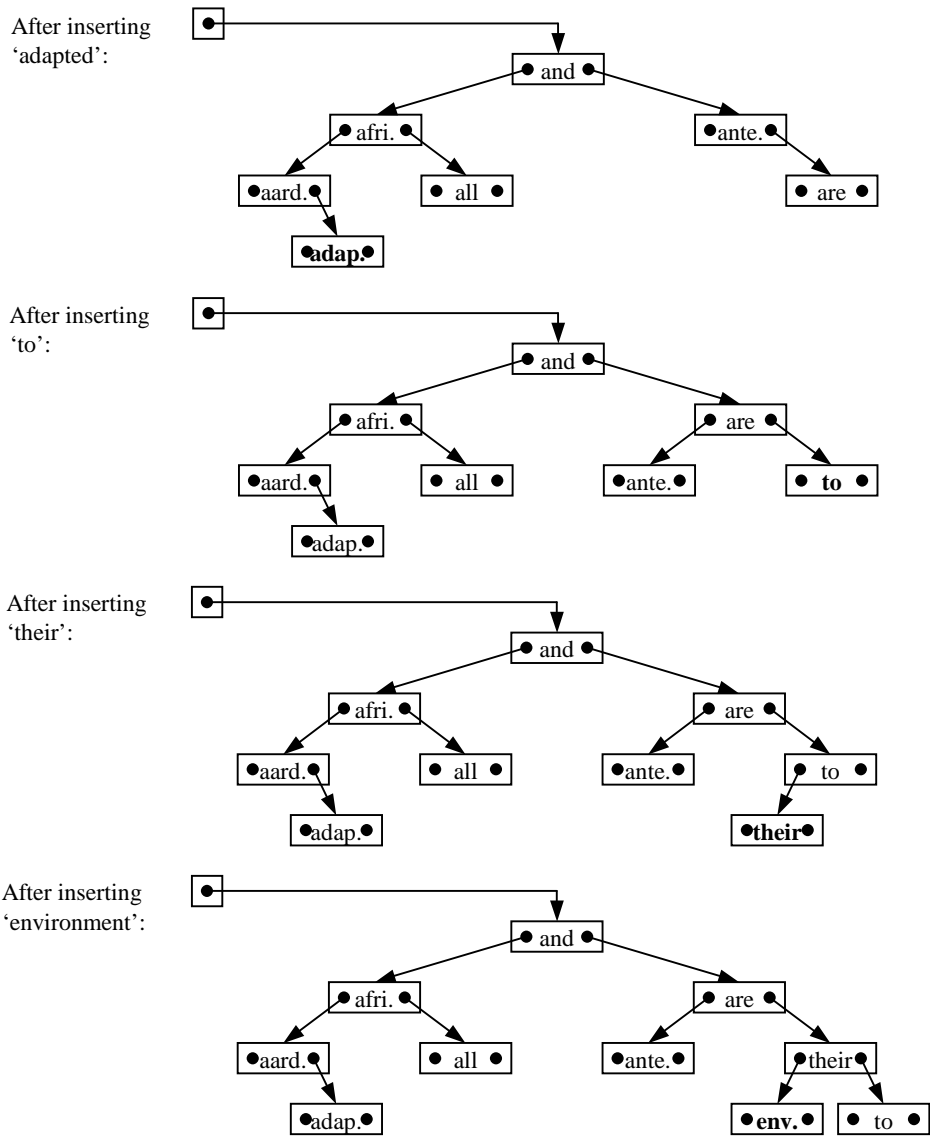 After inserting
‘adapted’:
and
afri. ante.
aard. all are
adap.
After inserting
‘to’:
and
afri. are
aard. all ante. to
adap.
After inserting
‘their’:
and
afri. are
aard. all ante. to
adap. their
After inserting
‘environment’:
and
afri. are
aard. all ante. their
adap. env. to